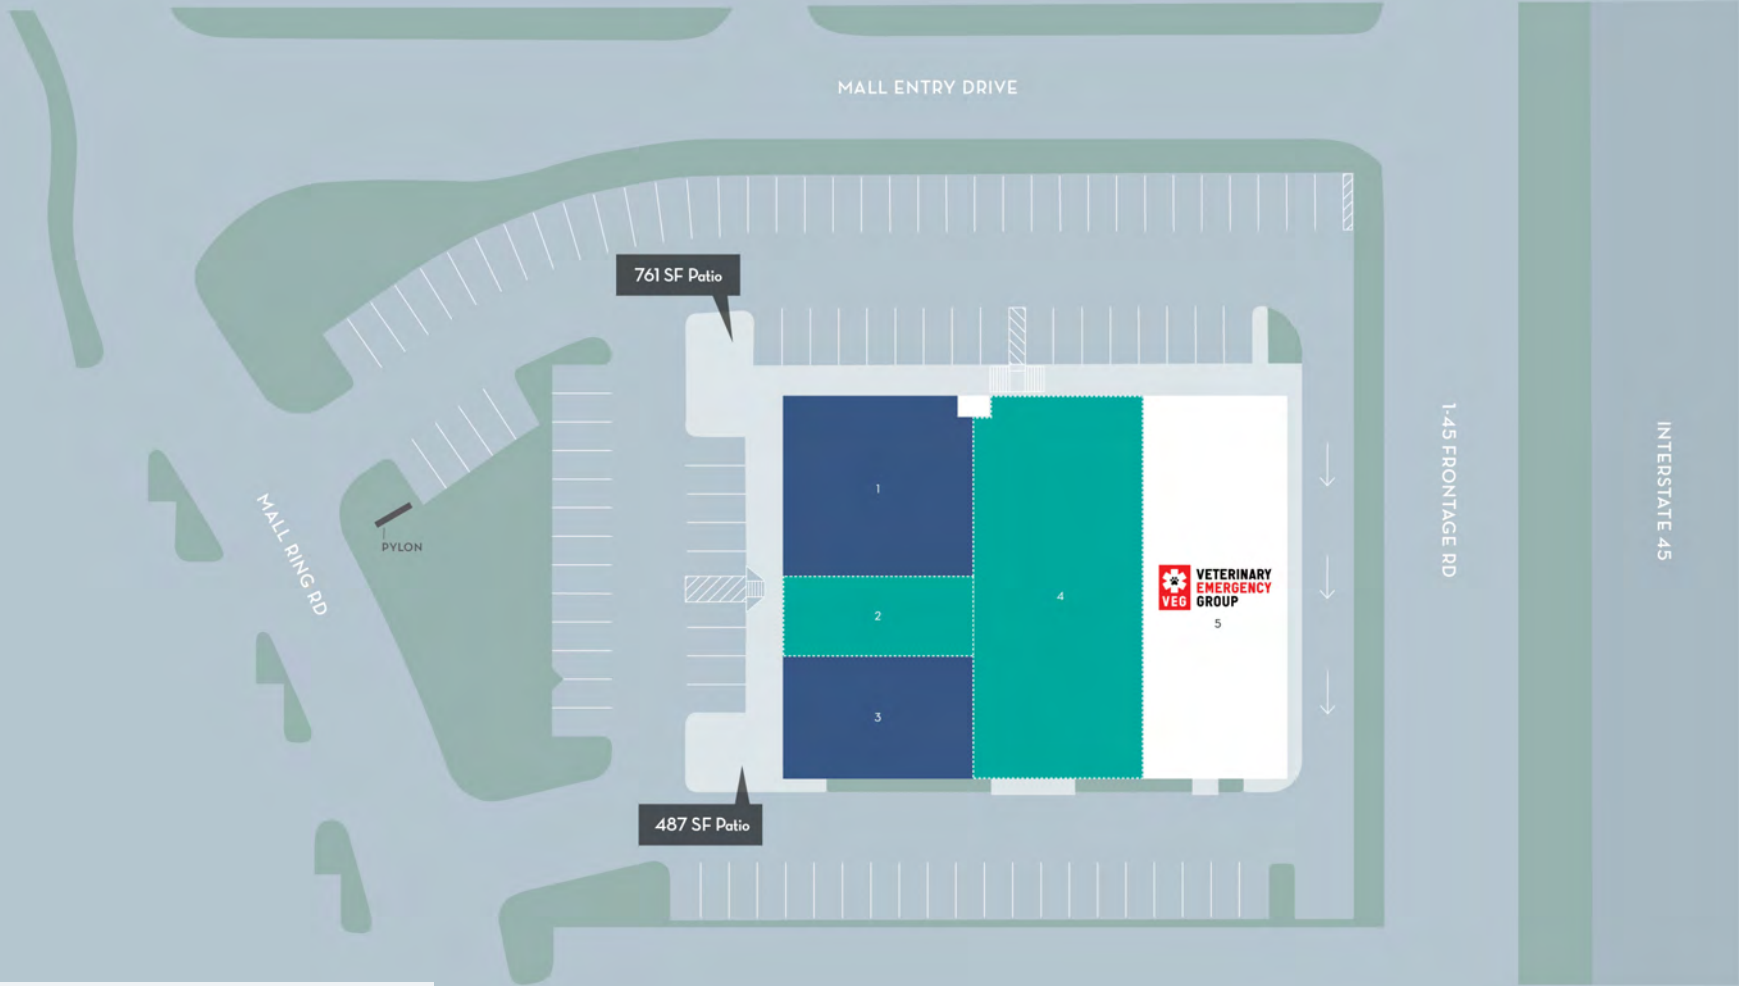 MALL ENTRY DRIVE
761 SF Patio
1
2
3
4
VEG
VETERINARY
EMERGENCY
GROUP
5
487 SF Patio
PYLON
MALL RING RD
I-45 FRONTAGE RD
INTERSTATE 45